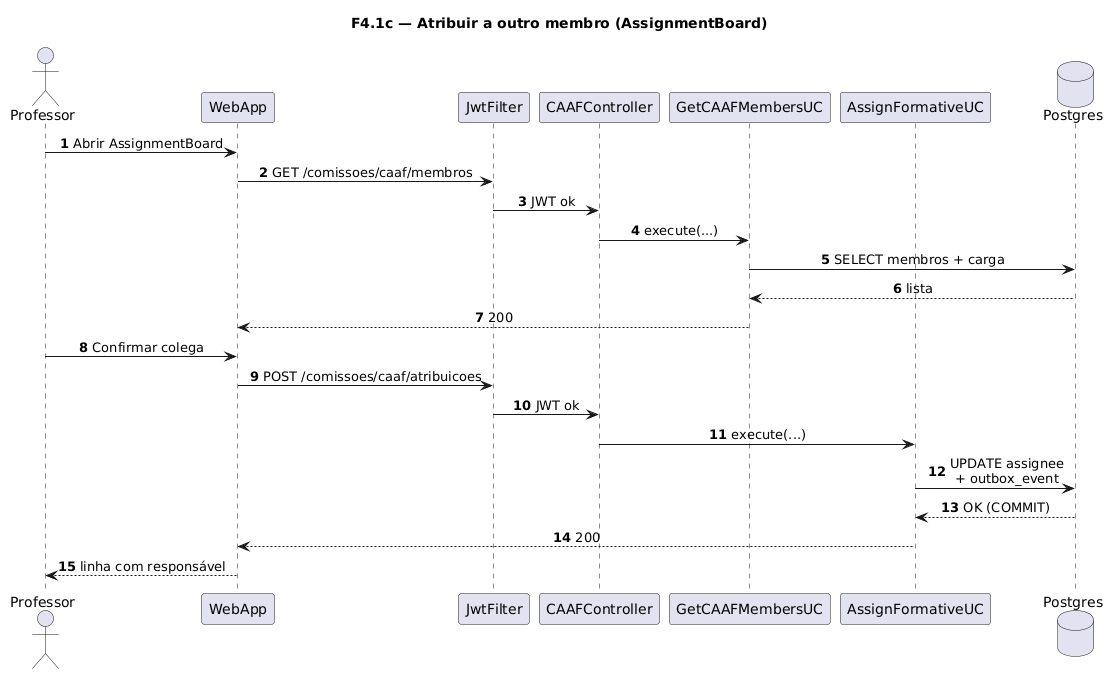 F4.1c — Atribuir a outro membro (AssignmentBoard)
Professor
WebApp
JwtFilter
CAAFController
GetCAAFMembersUC
AssignFormativeUC
Postgres
1 Abrir AssignmentBoard
2 GET /comissoes/caaf/membros
3 JWT ok
4 execute(...)
5 SELECT membros + carga
6 lista
7 200
8 Confirmar colega
9 POST /comissoes/caaf/atribuicoes
10 JWT ok
11 execute(...)
12 UPDATE assignee
+ outbox_event
13 OK (COMMIT)
14 200
15 linha com responsável
Professor
WebApp
JwtFilter
CAAFController
GetCAAFMembersUC
AssignFormativeUC
Postgres